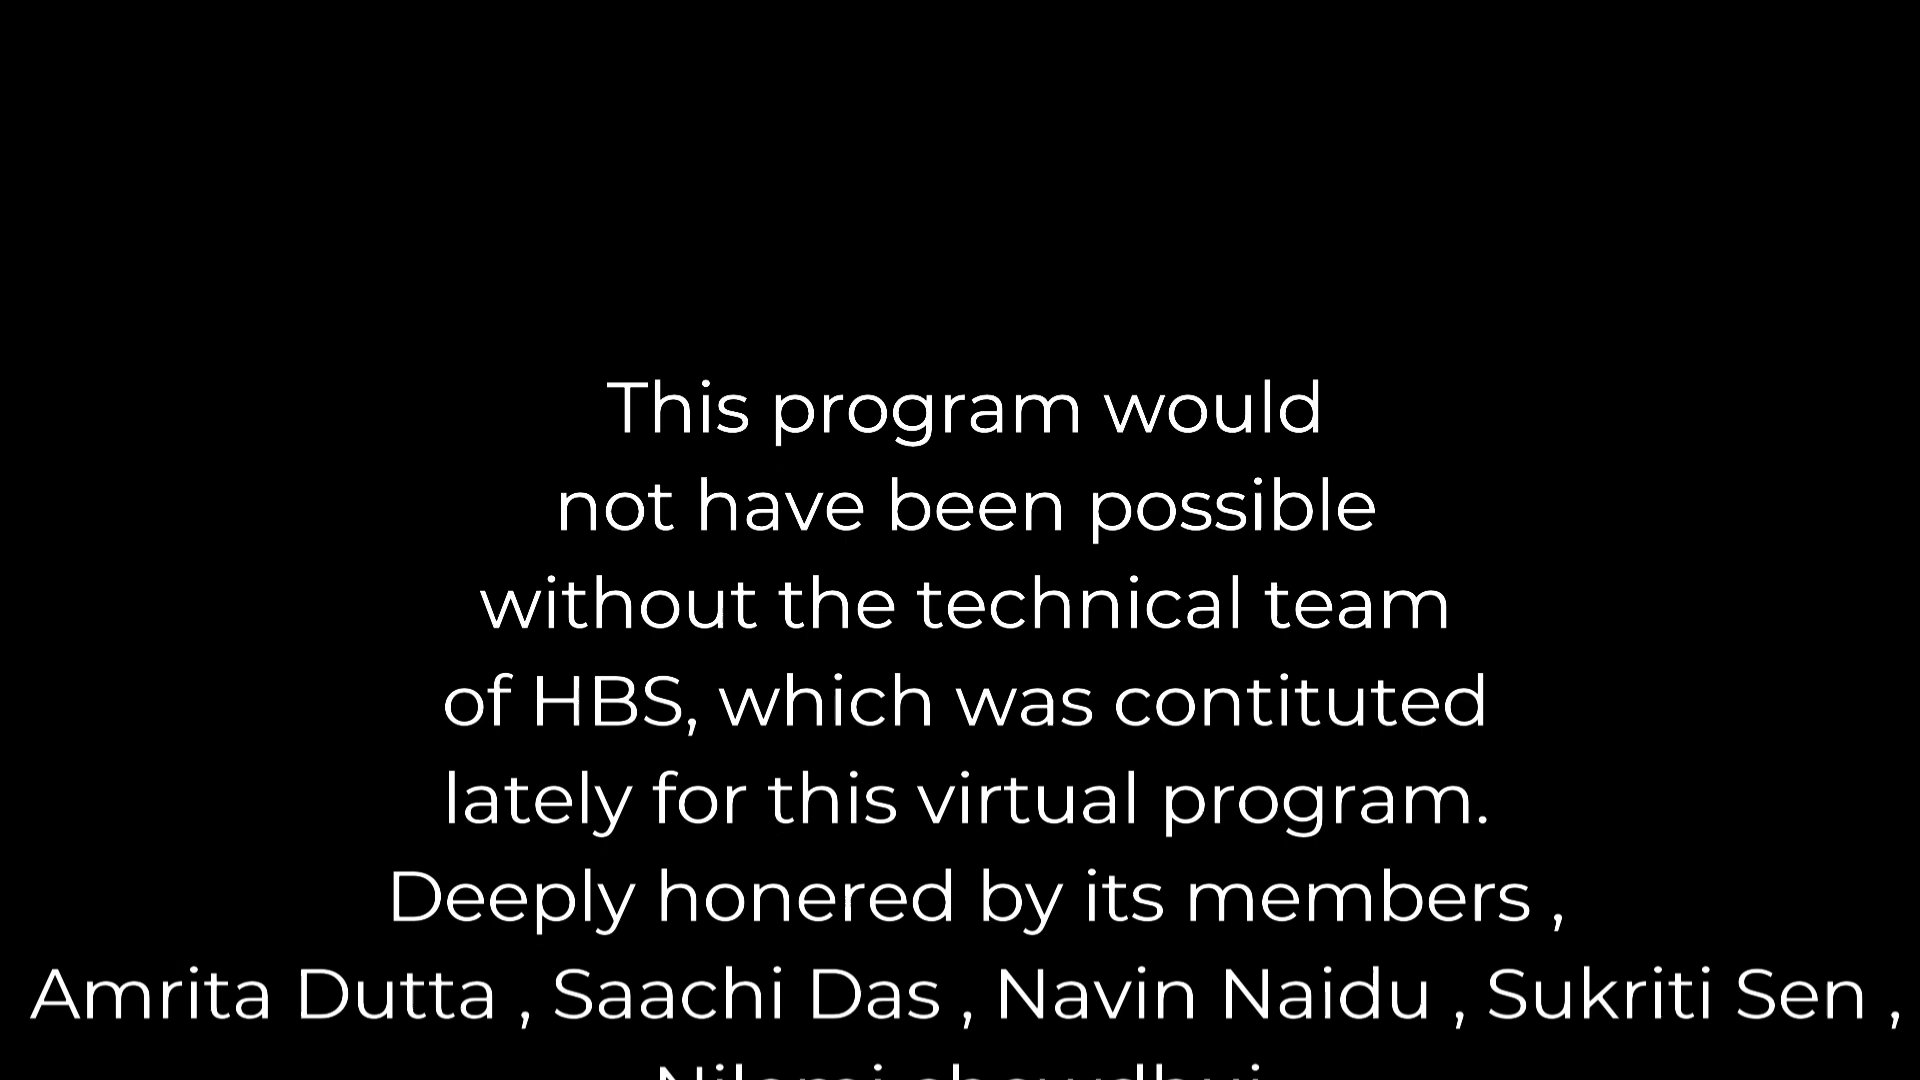 This program would
not have been possible
without the technical team
of HBS, which was contituted
lately for this virtual program.
Deeply honered by its members ,
Amrita Dutta , Saachi Das , Navin Naidu , Sukriti Sen ,